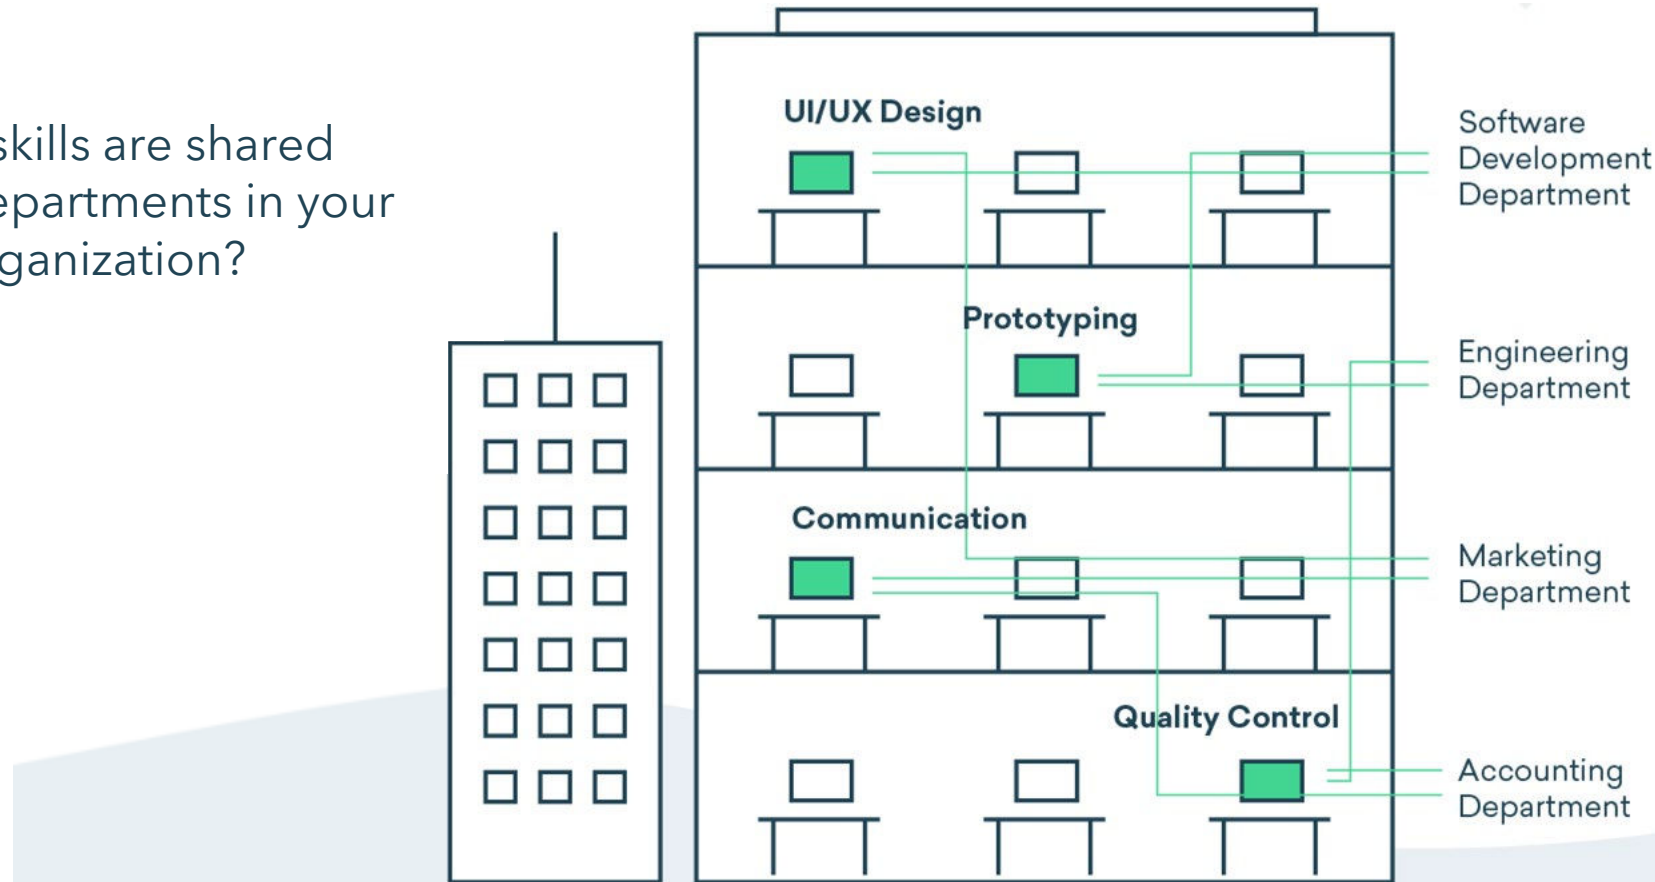 skills are shared
epartments in your
ganization?
UI/UX Design
Software
Development
Department
Prototyping
Engineering
Department
Communication
Marketing
Department
Quality Control
Accounting
Department